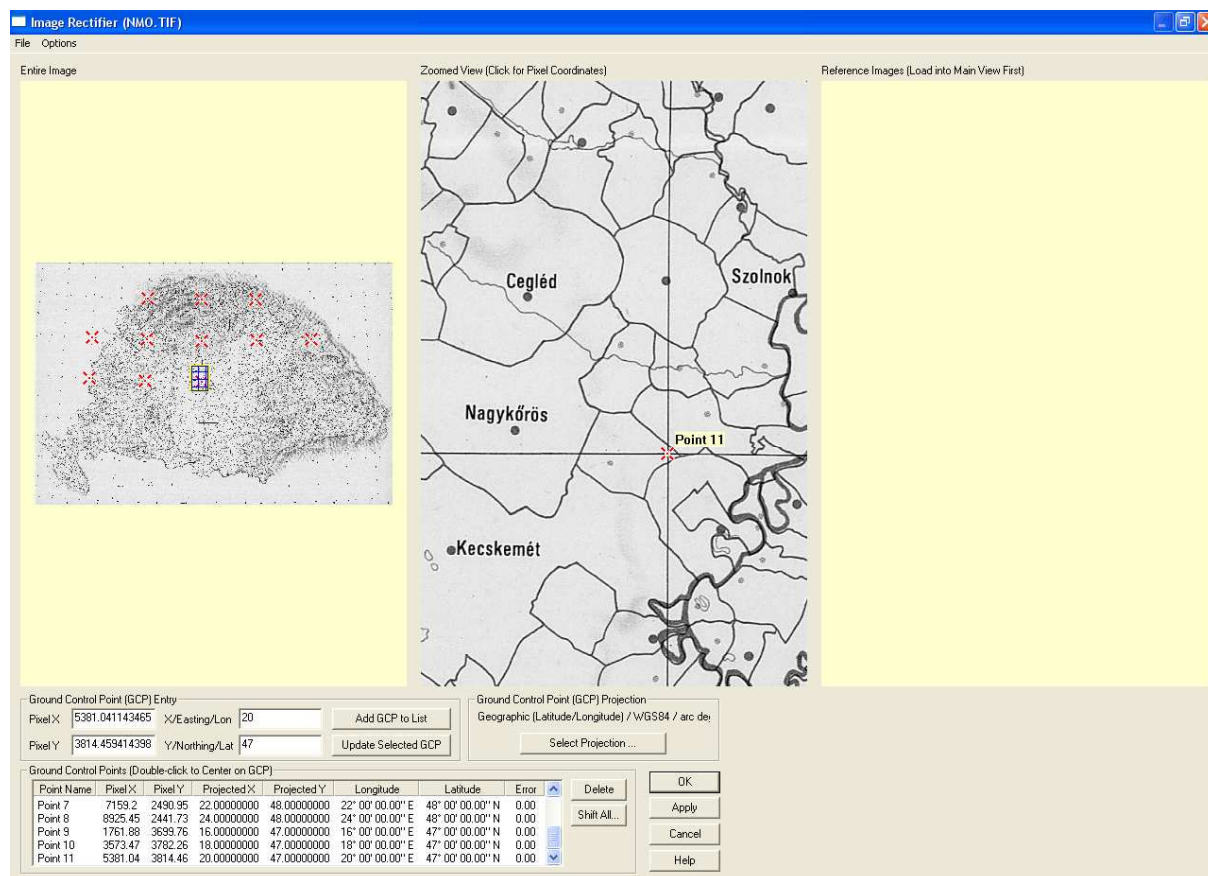 Image Rectifier (NMO.TIF)
File Options
Entire Image
Zoomed View (Click for Pixel Coordinates)
Reference Images (Load into Main View First)
Cegléd
Szolnok
Nagykőrös
Point 11
Kecskemét
Ground Control Point (GCP) Entry
Pixel X 5381.041143465 X/Easting/Lon 20 Add GCP to List
Pixel Y 3814.459414398 Y/Northing/Lat 47 Update Selected GCP
Ground Control Point (GCP) Projection
Geographic (Latitude/Longitude) / WGS84 / arc de
Select Projection ...
Ground Control Points (Double-click to Center on GCP)
Point Name Pixel X Pixel Y Projected X Projected Y Longitude Latitude Error
Point 7 7159.2 2490.95 22.00000000 48.00000000 22° 00' 00.00" E 48° 00' 00.00" N 0.00
Point 8 8925.45 2441.73 24.00000000 48.00000000 24° 00' 00.00" E 48° 00' 00.00" N 0.00
Point 9 1761.88 3699.76 16.00000000 47.00000000 16° 00' 00.00" E 47° 00' 00.00" N 0.00
Point 10 3573.47 3782.26 18.00000000 47.00000000 18° 00' 00.00" E 47° 00' 00.00" N 0.00
Point 11 5381.04 3814.46 20.00000000 47.00000000 20° 00' 00.00" E 47° 00' 00.00" N 0.00
Delete
Shift All...
OK
Apply
Cancel
Help